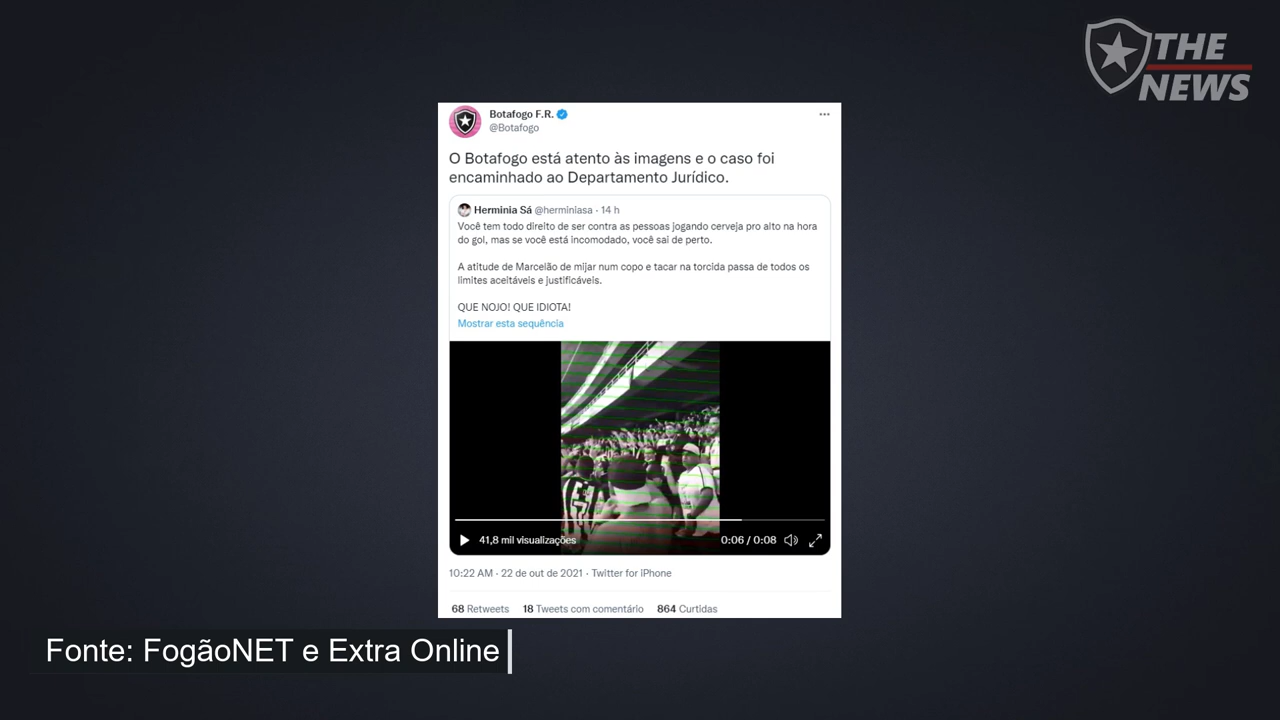 THE
NEWS
Botafogo F.R.
@Botafogo
O Botafogo está atento às imagens e o caso foi
encaminhado ao Departamento Jurídico.
Herminia Sá @herminiasa · 14 h
Você tem todo direito de ser contra as pessoas jogando cerveja pro alto na hora
do gol, mas se você está incomodado, você sai de perto.
A atitude de Marcelão de mijar num copo e tacar na torcida passa de todos os
limites aceitáveis e justificáveis.
QUE NOJO! QUE IDIOTA!
Mostrar esta sequência
41,8 mil visualizações
0:06 / 0:08
10:22 AM · 22 de out de 2021 · Twitter for iPhone
68 Retweets 18 Tweets com comentário 864 Curtidas
Fonte: FogãoNET e Extra Online